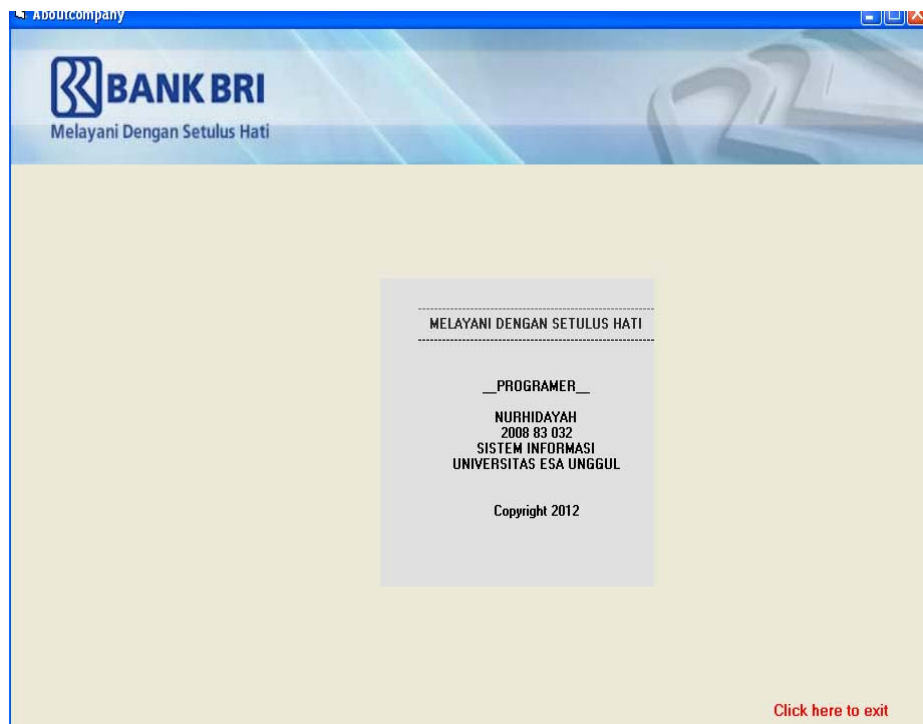 Aboutcompany
BANK BRI
Melayani Dengan Setulus Hati
MELAYANI DENGAN SETULUS HATI
__PROGRAMER__
NURHIDAYAH
2008 83 032
SISTEM INFORMASI
UNIVERSITAS ESA UNGGUL
Copyright 2012
Click here to exit